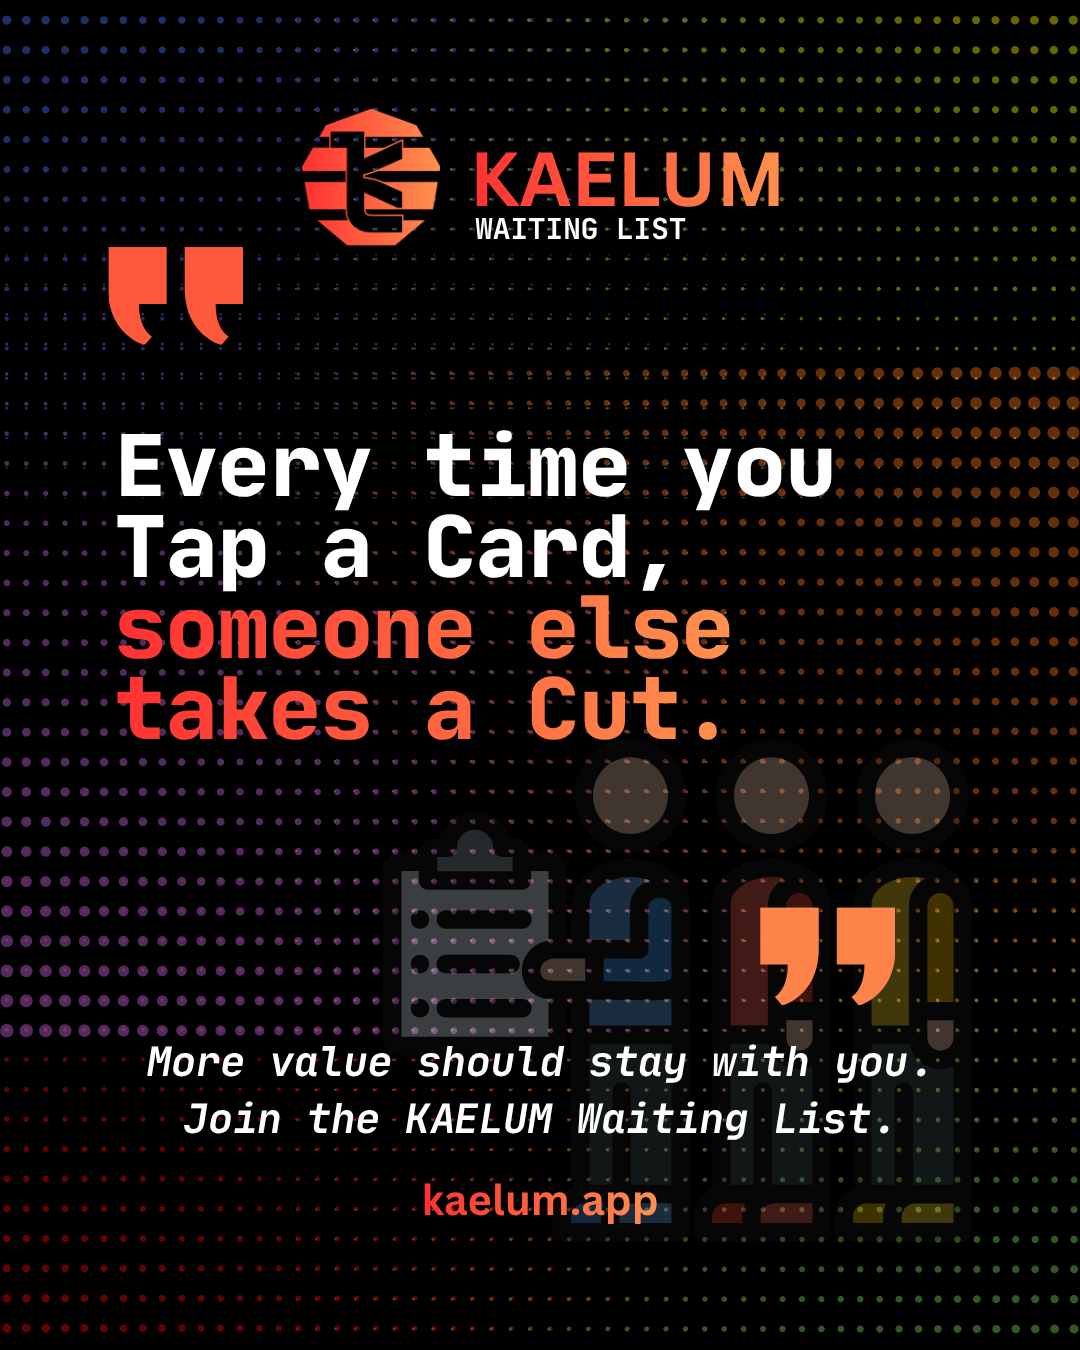 KAELUM
WAITING LIST
"
Every time you
Tap a Card,
someone else
takes a Cut.
"
More value should stay with you.
Join the KAELUM Waiting List.
kaelum.app